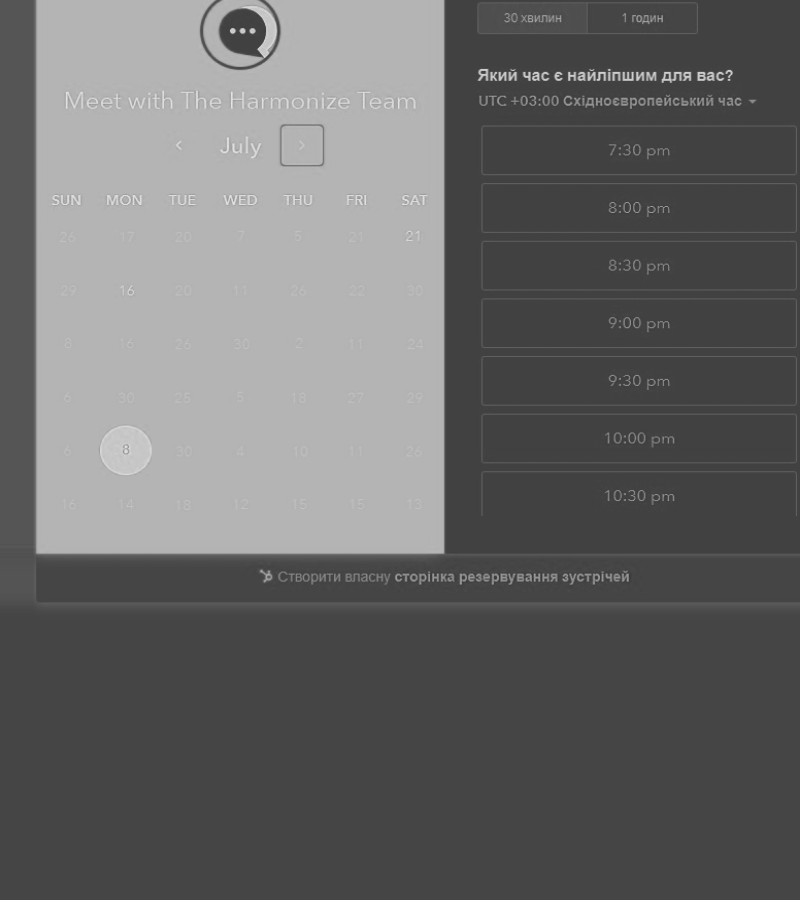 30 хвилин 1 годин
Який час є найліпшим для вас?
UTC +03:00 Східноєвропейський час
Meet with The Harmonize Team
July
SUN MON TUE WED THU FRI SAT
26 17 20 7 5 21 21
29 16 20 11 26 22 30
8 16 26 30 2 11 24
6 30 25 5 18 27 29
6 8 30 4 10 11 26
16 14 18 12 15 15 13
7:30 pm
8:00 pm
8:30 pm
9:00 pm
9:30 pm
10:00 pm
10:30 pm
Створити власну сторінка резервування зустрічей